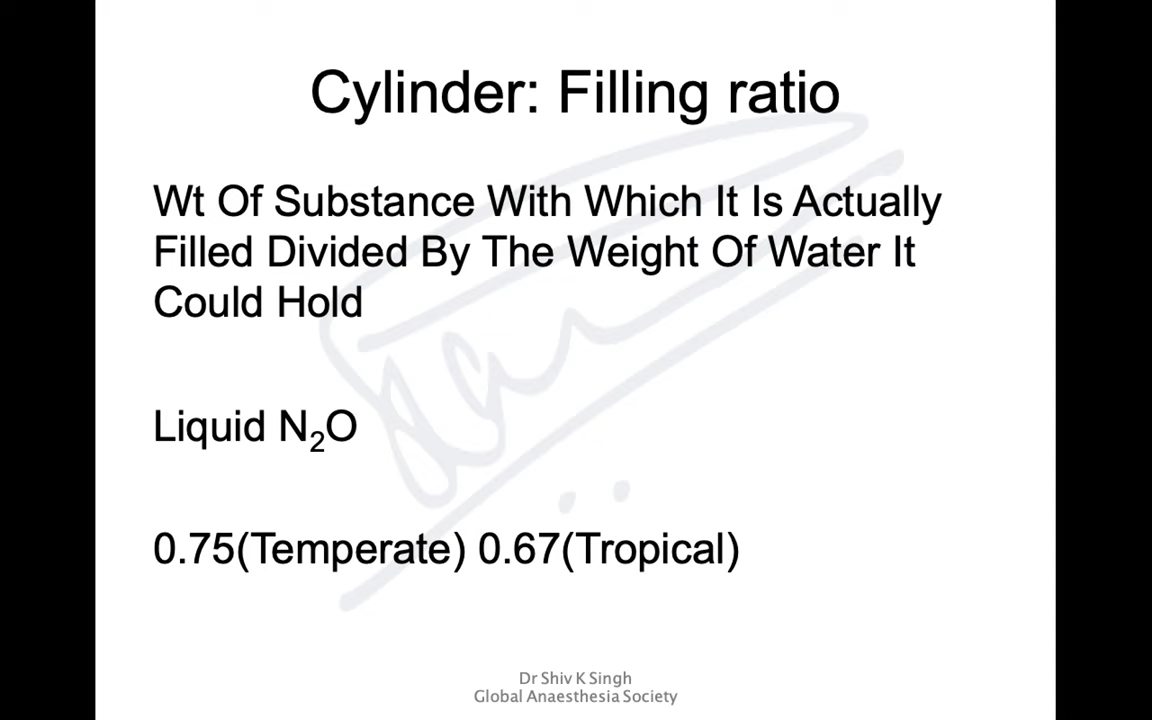 Cylinder: Filling ratio
Wt Of Substance With Which It Is Actually
Filled Divided By The Weight Of Water It
Could Hold
Liquid N₂O
0.75(Temperate) 0.67(Tropical)
Dr Shiv K Singh
Global Anaesthesia Society